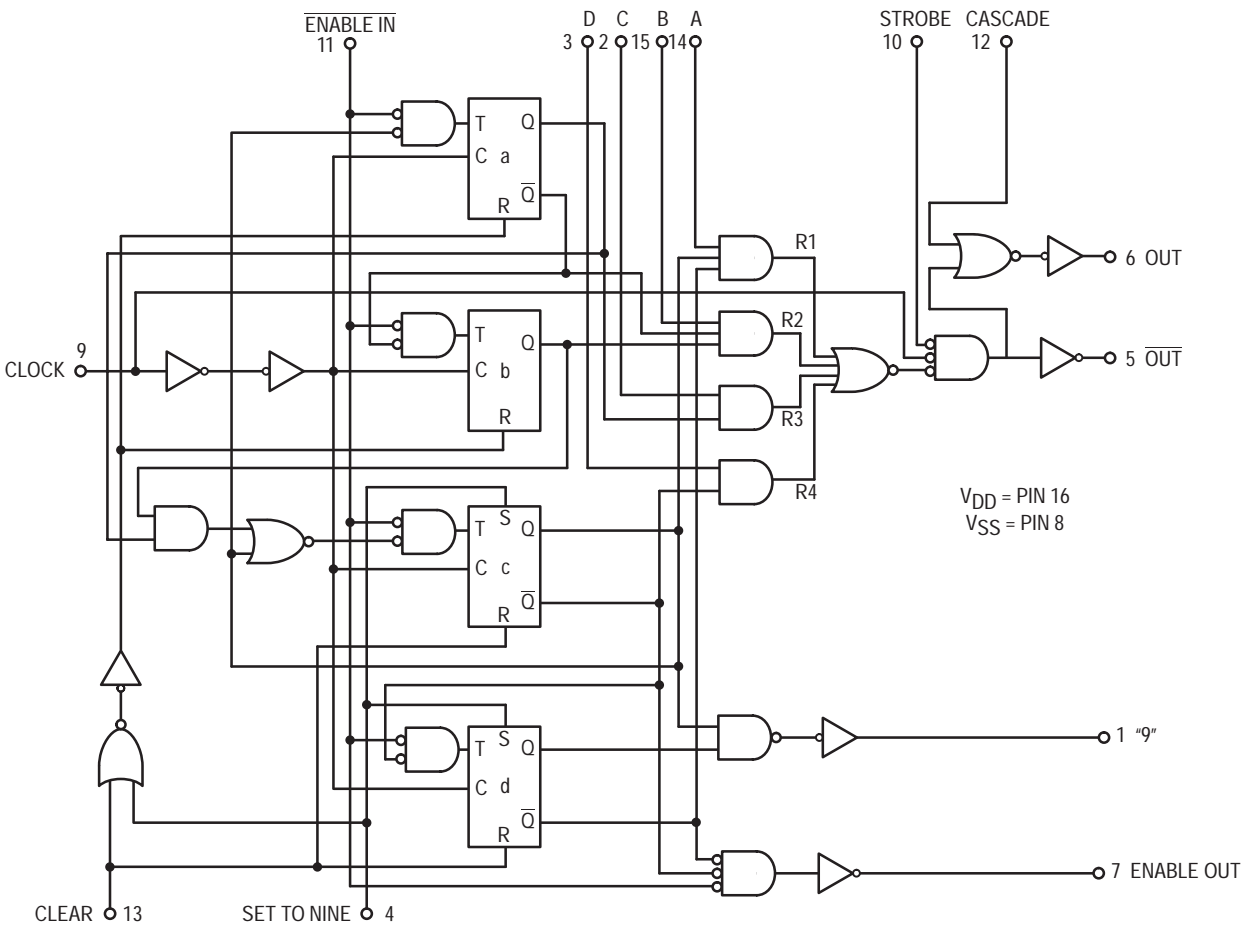 ENABLE IN
11
D C B A
3 2 15 14
STROBE CASCADE
10 12
T Q
C a
Q
R
R1
6 OUT
R2
T Q
C b
R
CLOCK 9
5 OUT
R3
R4
VDD = PIN 16
VSS = PIN 8
S
T Q
C c
Q
R
S
T Q
C d
Q
R
1 "9"
7 ENABLE OUT
CLEAR 13
SET TO NINE 4